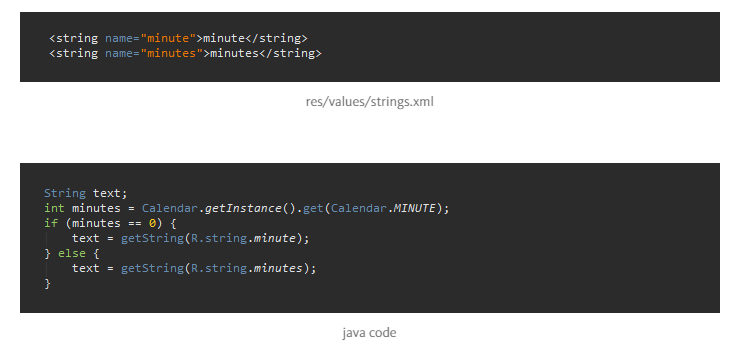 <string name="minute">minute</string>
<string name="minutes">minutes</string>
res/values/strings.xml
String text;
int minutes = Calendar.getInstance().get(Calendar.MINUTE);
if (minutes == 0) {
    text = getString(R.string.minute);
} else {
    text = getString(R.string.minutes);
}
java code